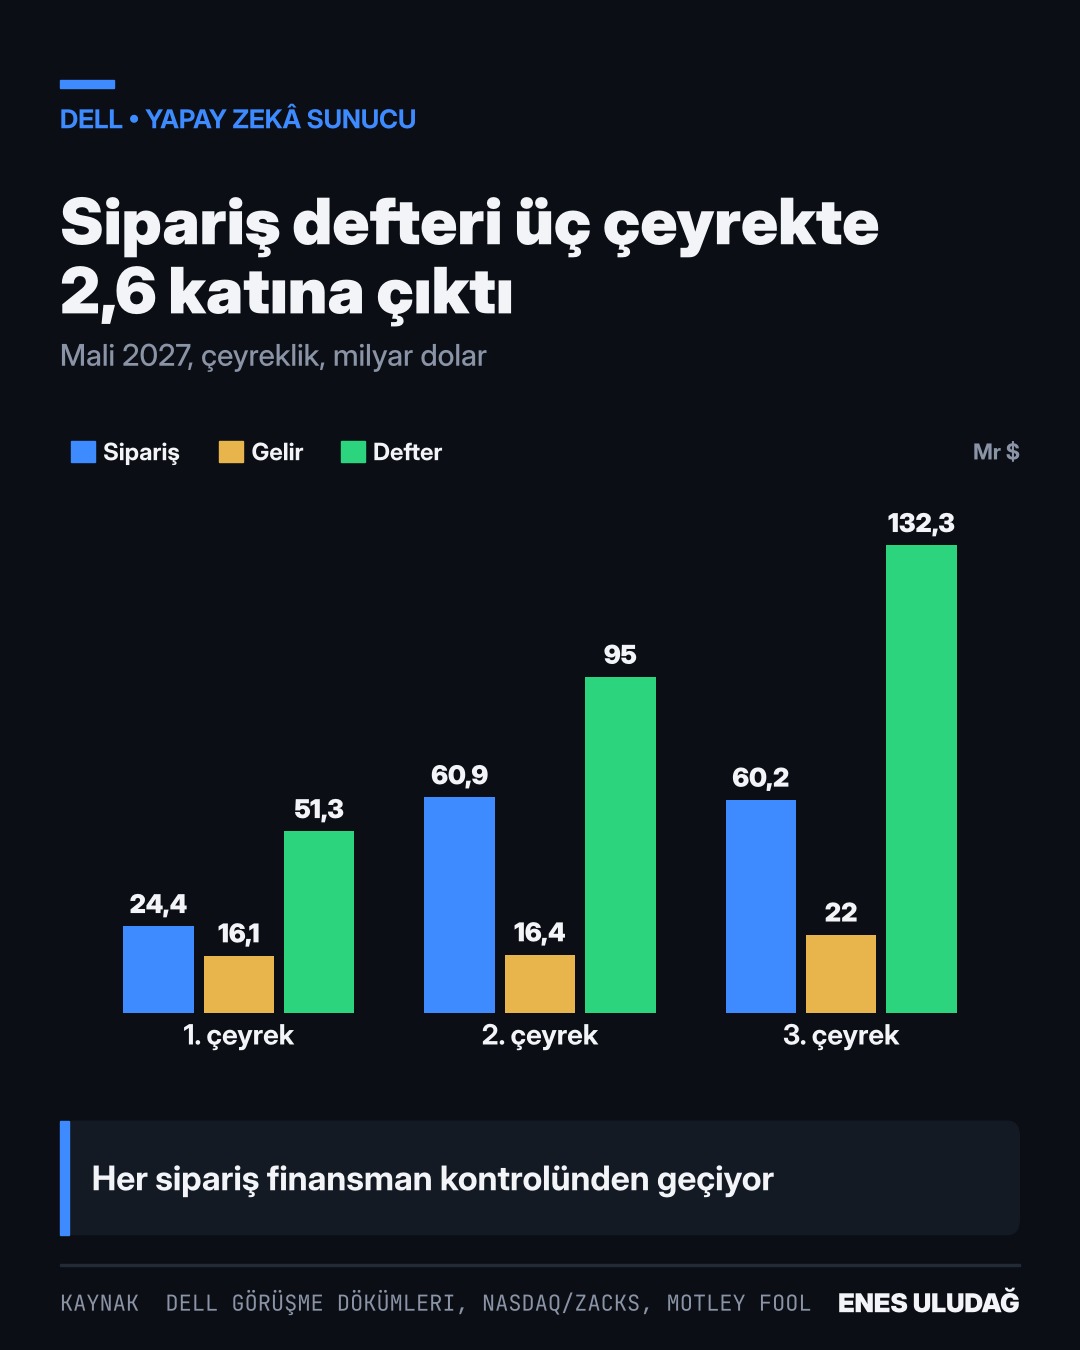 DELL • YAPAY ZEKÂ SUNUCU
Sipariş defteri üç çeyrekte
2,6 katına çıktı
Mali 2027, çeyreklik, milyar dolar
Sipariş Gelir Defter Mr $
132,3
95
60,9
60,2
51,3
24,4
22
16,1
16,4
1. çeyrek 2. çeyrek 3. çeyrek
Her sipariş finansman kontrolünden geçiyor
KAYNAK DELL GÖRÜŞME DÖKÜMLERI, NASDAQ/ZACKS, MOTLEY FOOL ENES ULUDAĞ